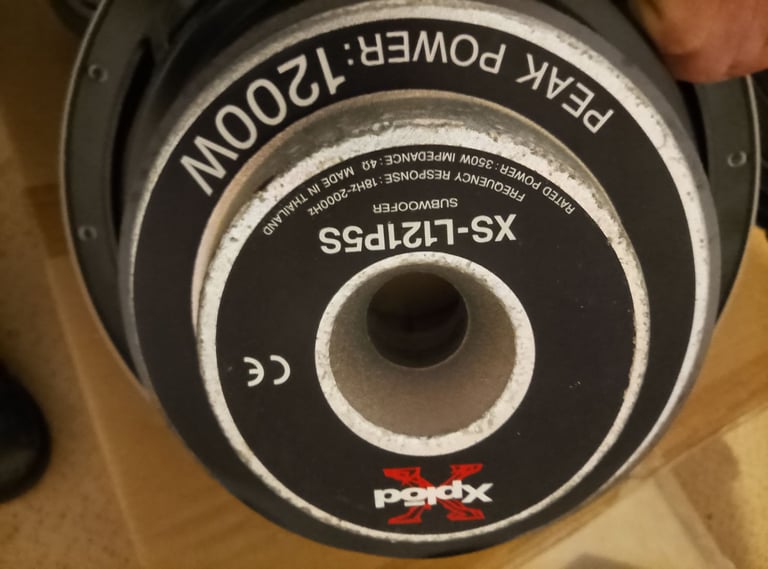 Xplōd
CE
XS-L121P5S
SUBWOOFER
FREQUENCY RESPONSE : 18Hz-2000Hz
RATED POWER : 350W IMPEDANCE : 4Ω MADE IN THAILAND
PEAK POWER : 1200W